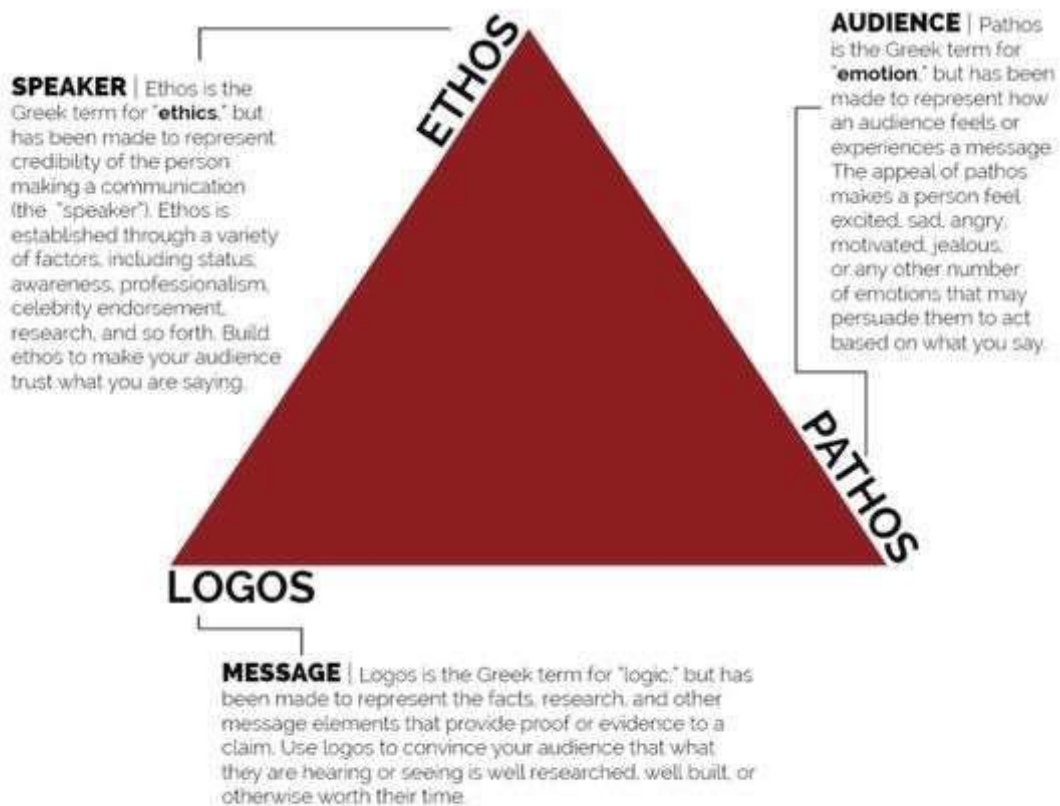 ETHOS
SPEAKER | Ethos is the
Greek term for "ethics," but
has been made to represent
credibility of the person
making a communication
(the "speaker"). Ethos is
established through a variety
of factors, including status,
awareness, professionalism,
celebrity endorsement,
research, and so forth. Build
ethos to make your audience
trust what you are saying.
AUDIENCE | Pathos
is the Greek term for
"emotion," but has been
made to represent how
an audience feels or
experiences a message.
The appeal of pathos
makes a person feel
excited, sad, angry,
motivated, jealous,
or any other number
of emotions that may
persuade them to act
based on what you say.
PATHOS
LOGOS
MESSAGE | Logos is the Greek term for "logic," but has
been made to represent the facts, research, and other
message elements that provide proof or evidence to a
claim. Use logos to convince your audience that what
they are hearing or seeing is well researched, well built, or
otherwise worth their time.